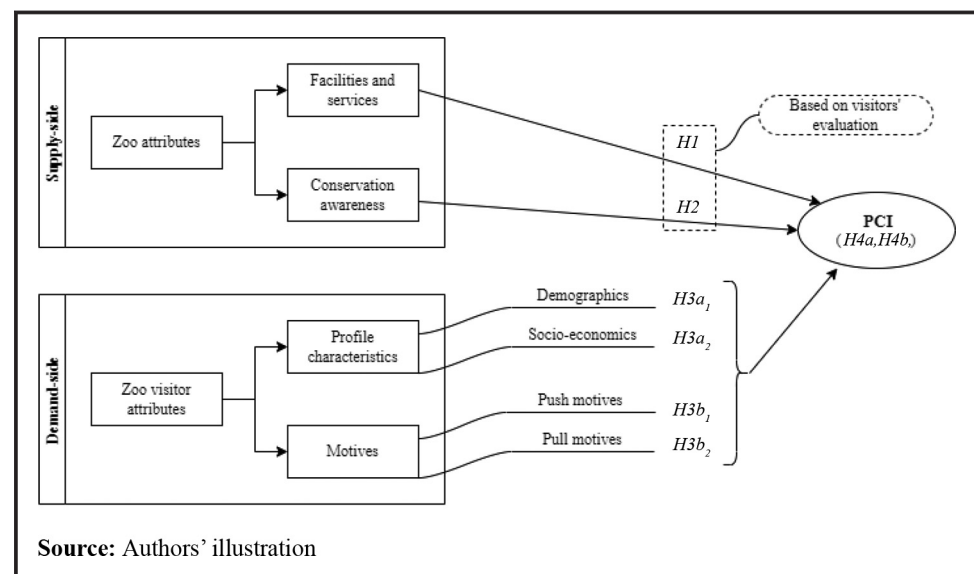 Supply-side
Zoo attributes
Facilities and
services
Conservation
awareness
H1
H2
Based on visitors'
evaluation
PCI
(H4a,H4b,)
Demand-side
Zoo visitor
attributes
Profile
characteristics
Motives
Demographics
H3a1
Socio-economics
H3a2
Push motives
H3b1
Pull motives
H3b2
Source: Authors’ illustration